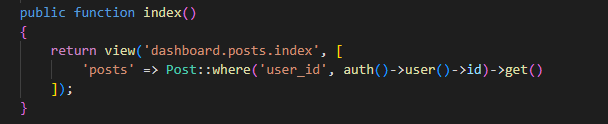 public function index()
{
    return view('dashboard.posts.index', [
        'posts' => Post::where('user_id', auth()->user()->id)->get()
    ]);
}